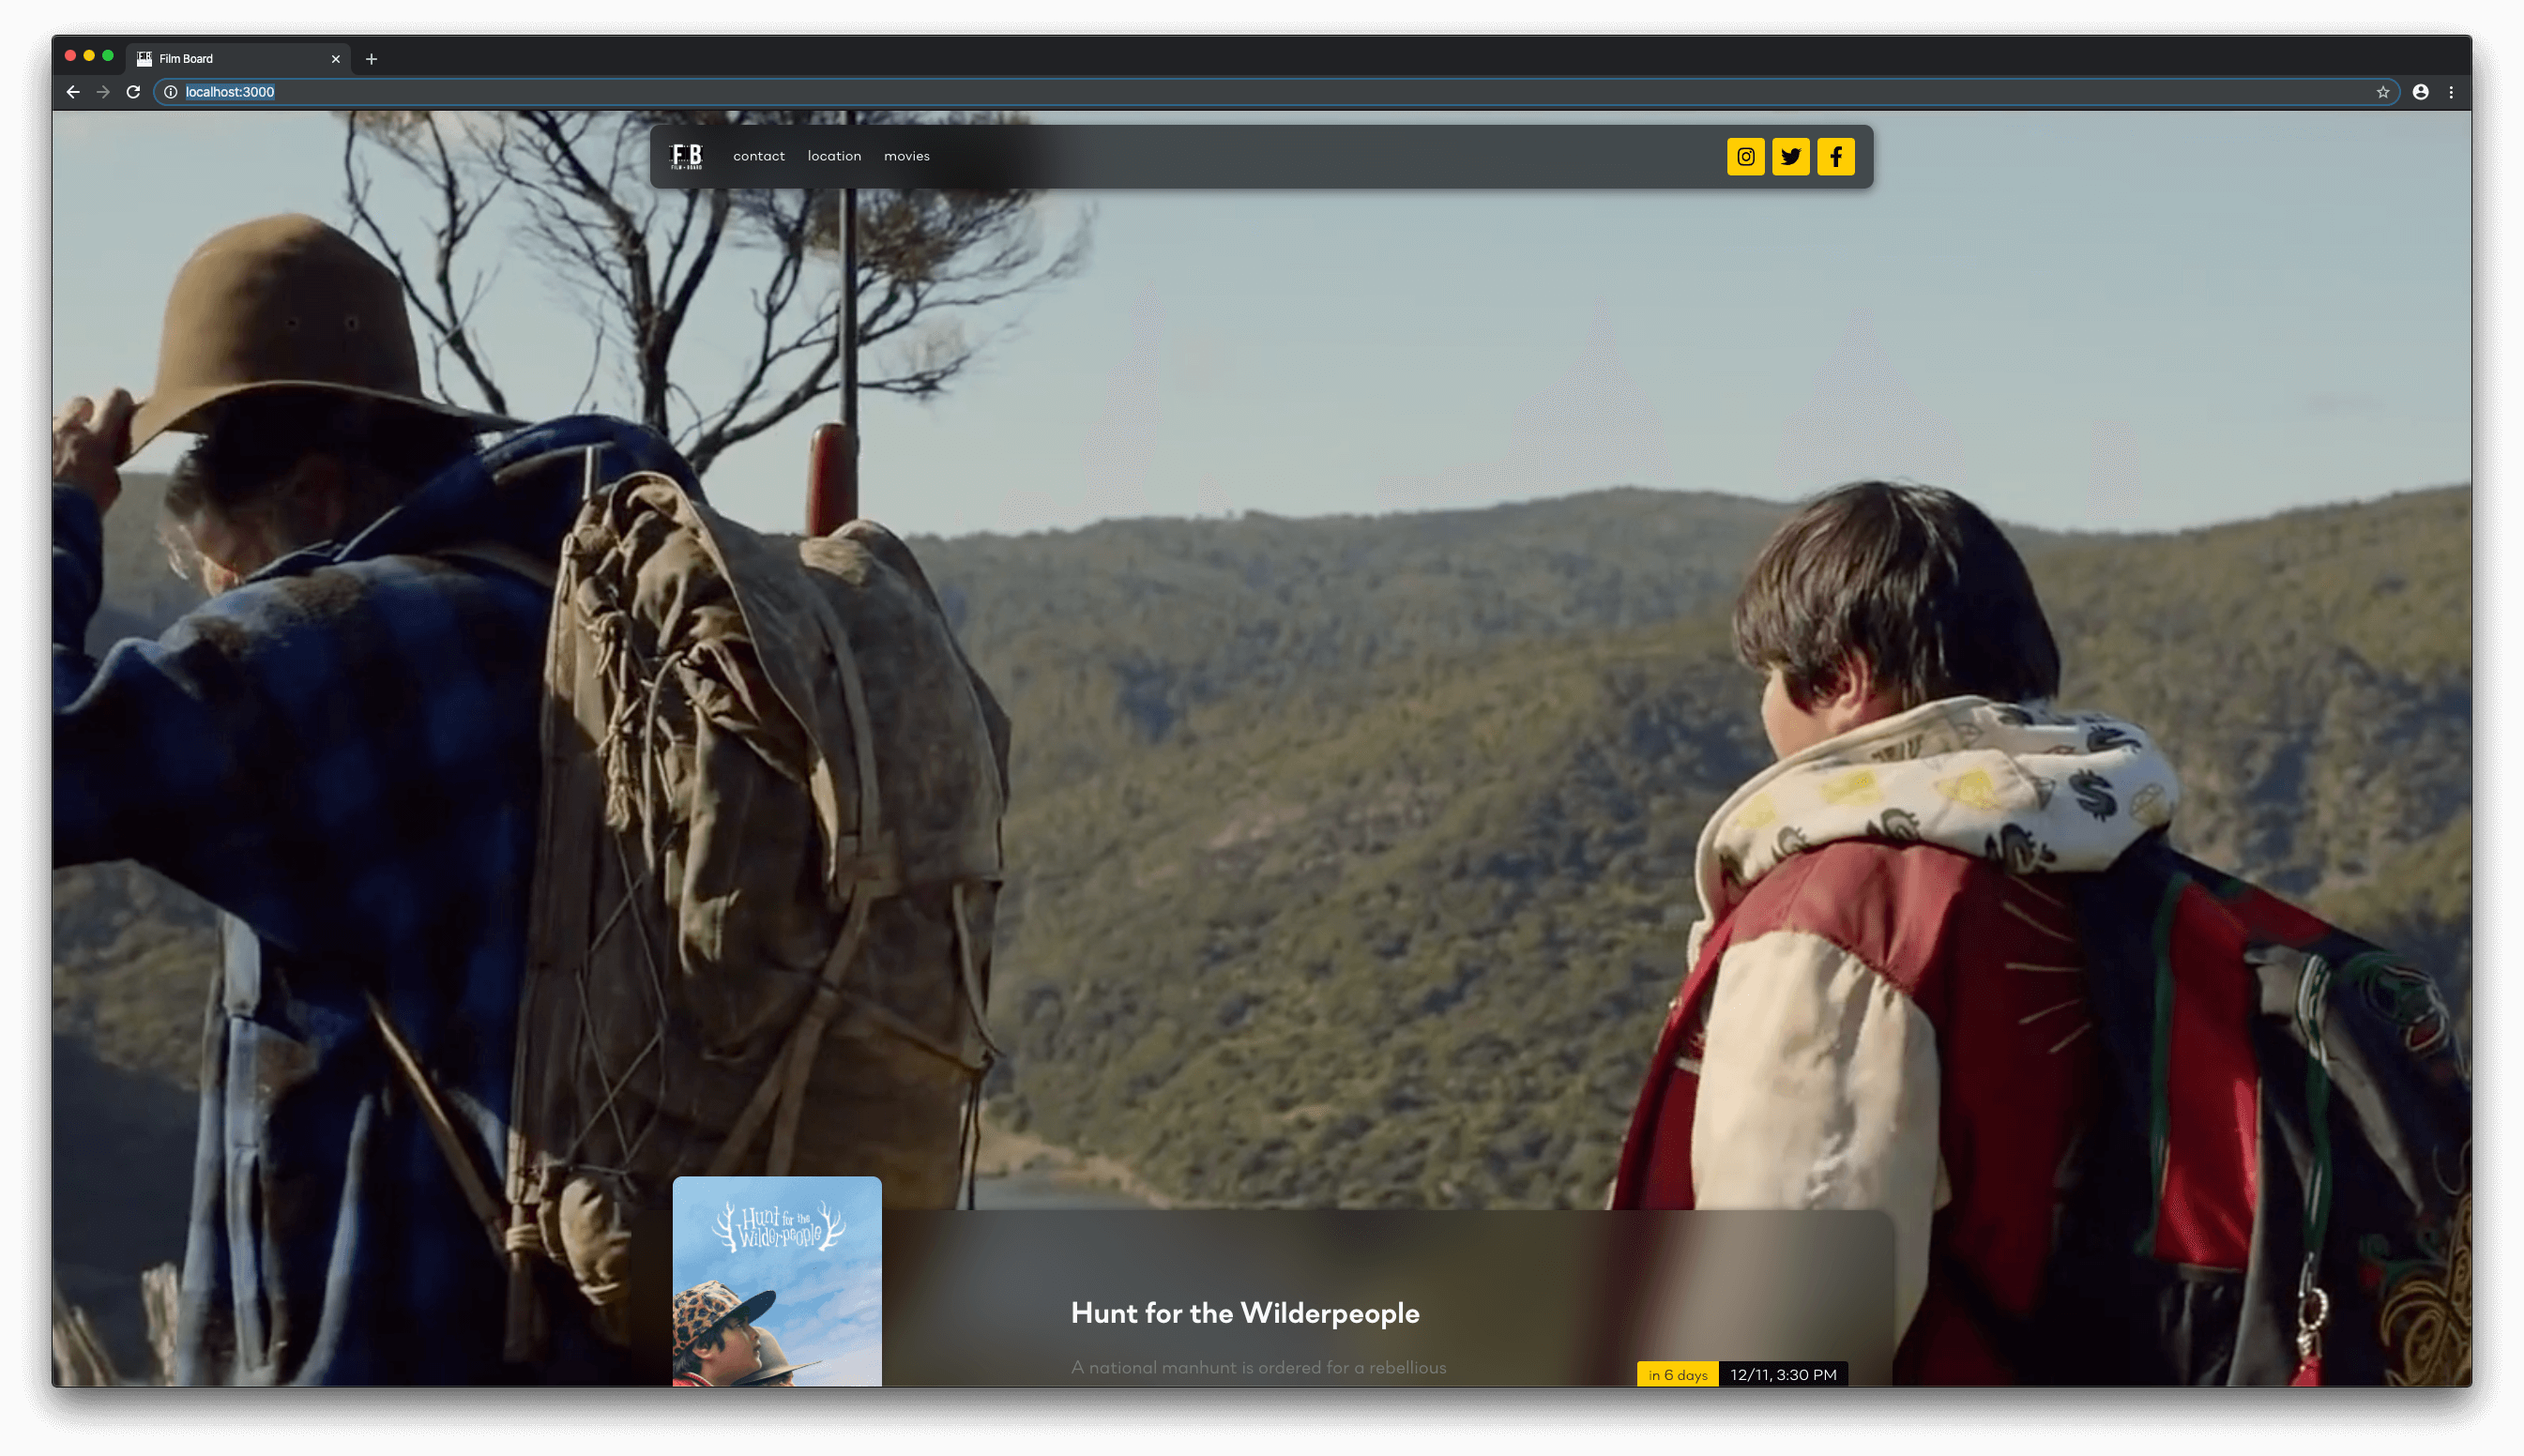 Film Board
localhost:3000
FB
FILM • BOARD
contact
location
movies
Hunt for the
Wilderpeople
Hunt for the Wilderpeople
A national manhunt is ordered for a rebellious
in 6 days
12/11, 3:30 PM